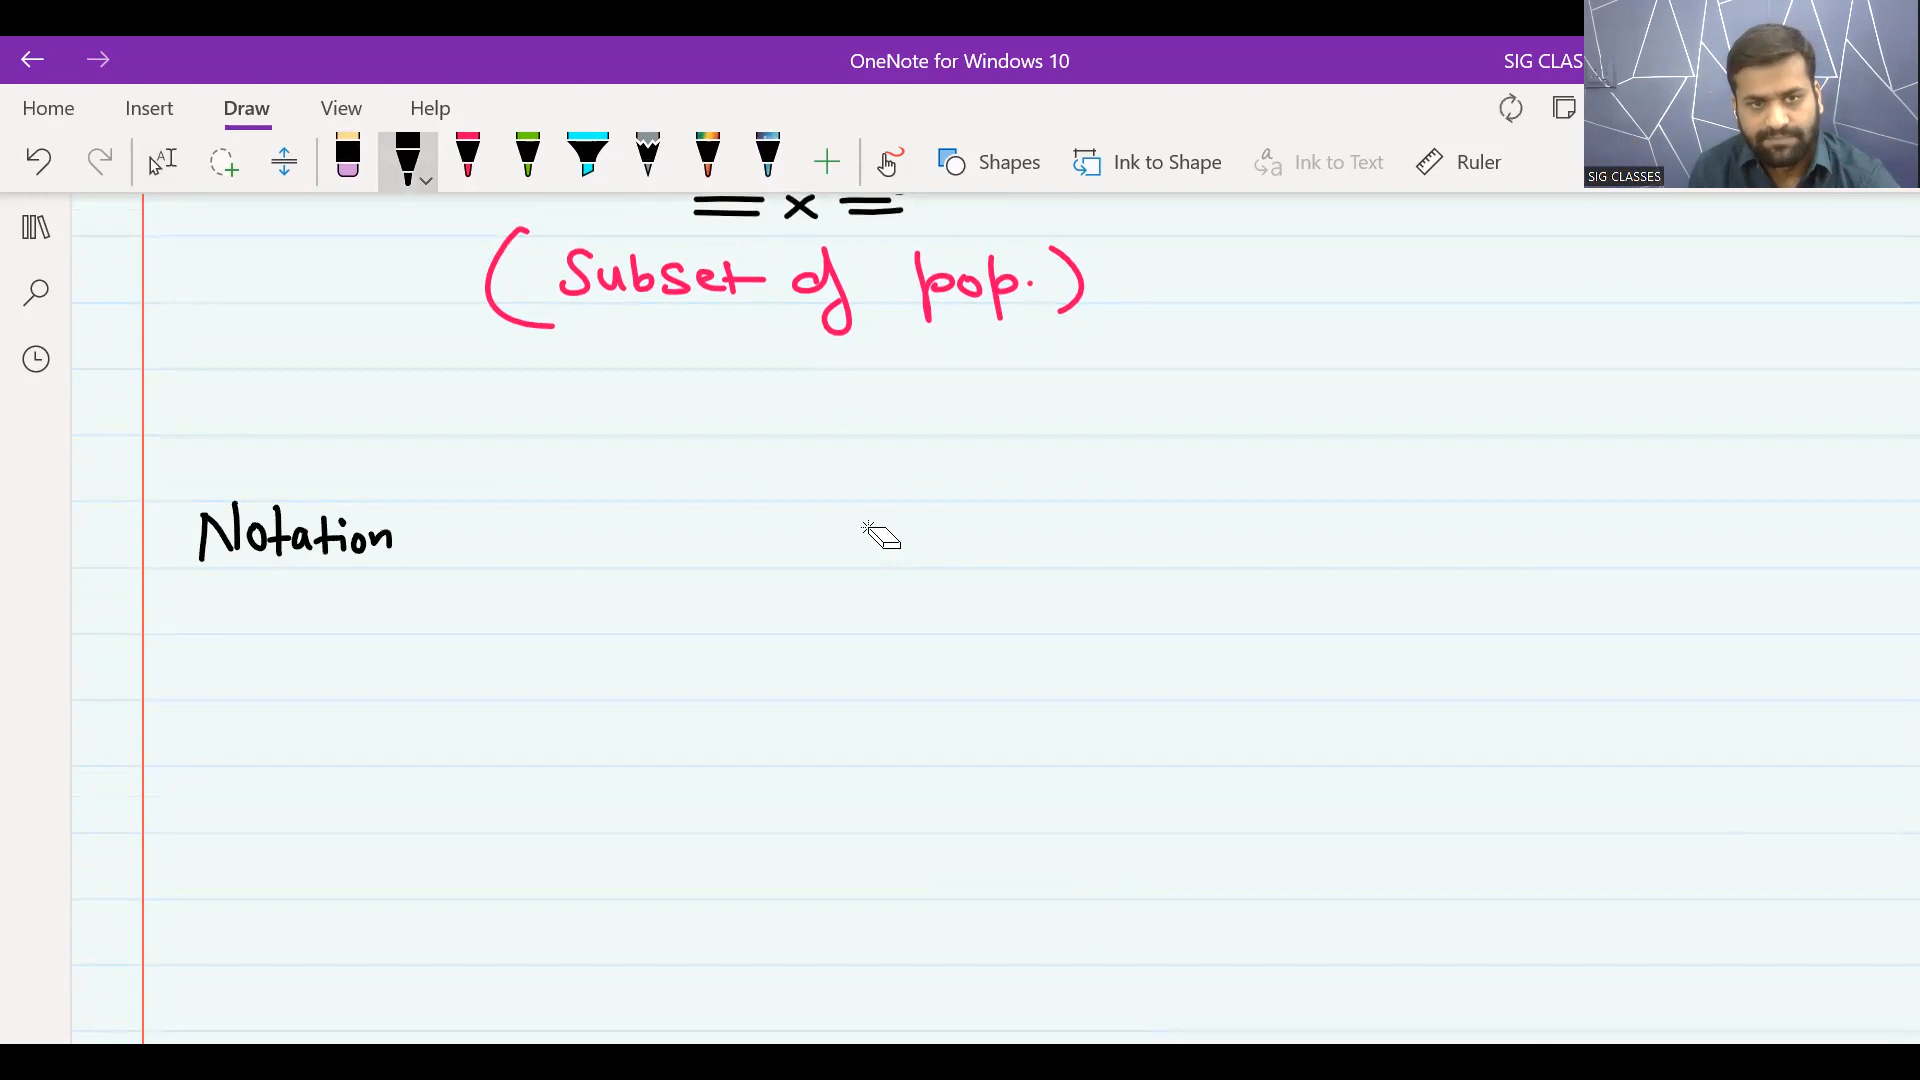 OneNote for Windows 10
SIG CLAS
Home Insert Draw View Help
Shapes Ink to Shape Ink to Text Ruler
SIG CLASSES
(Subset of pop.)
Notation